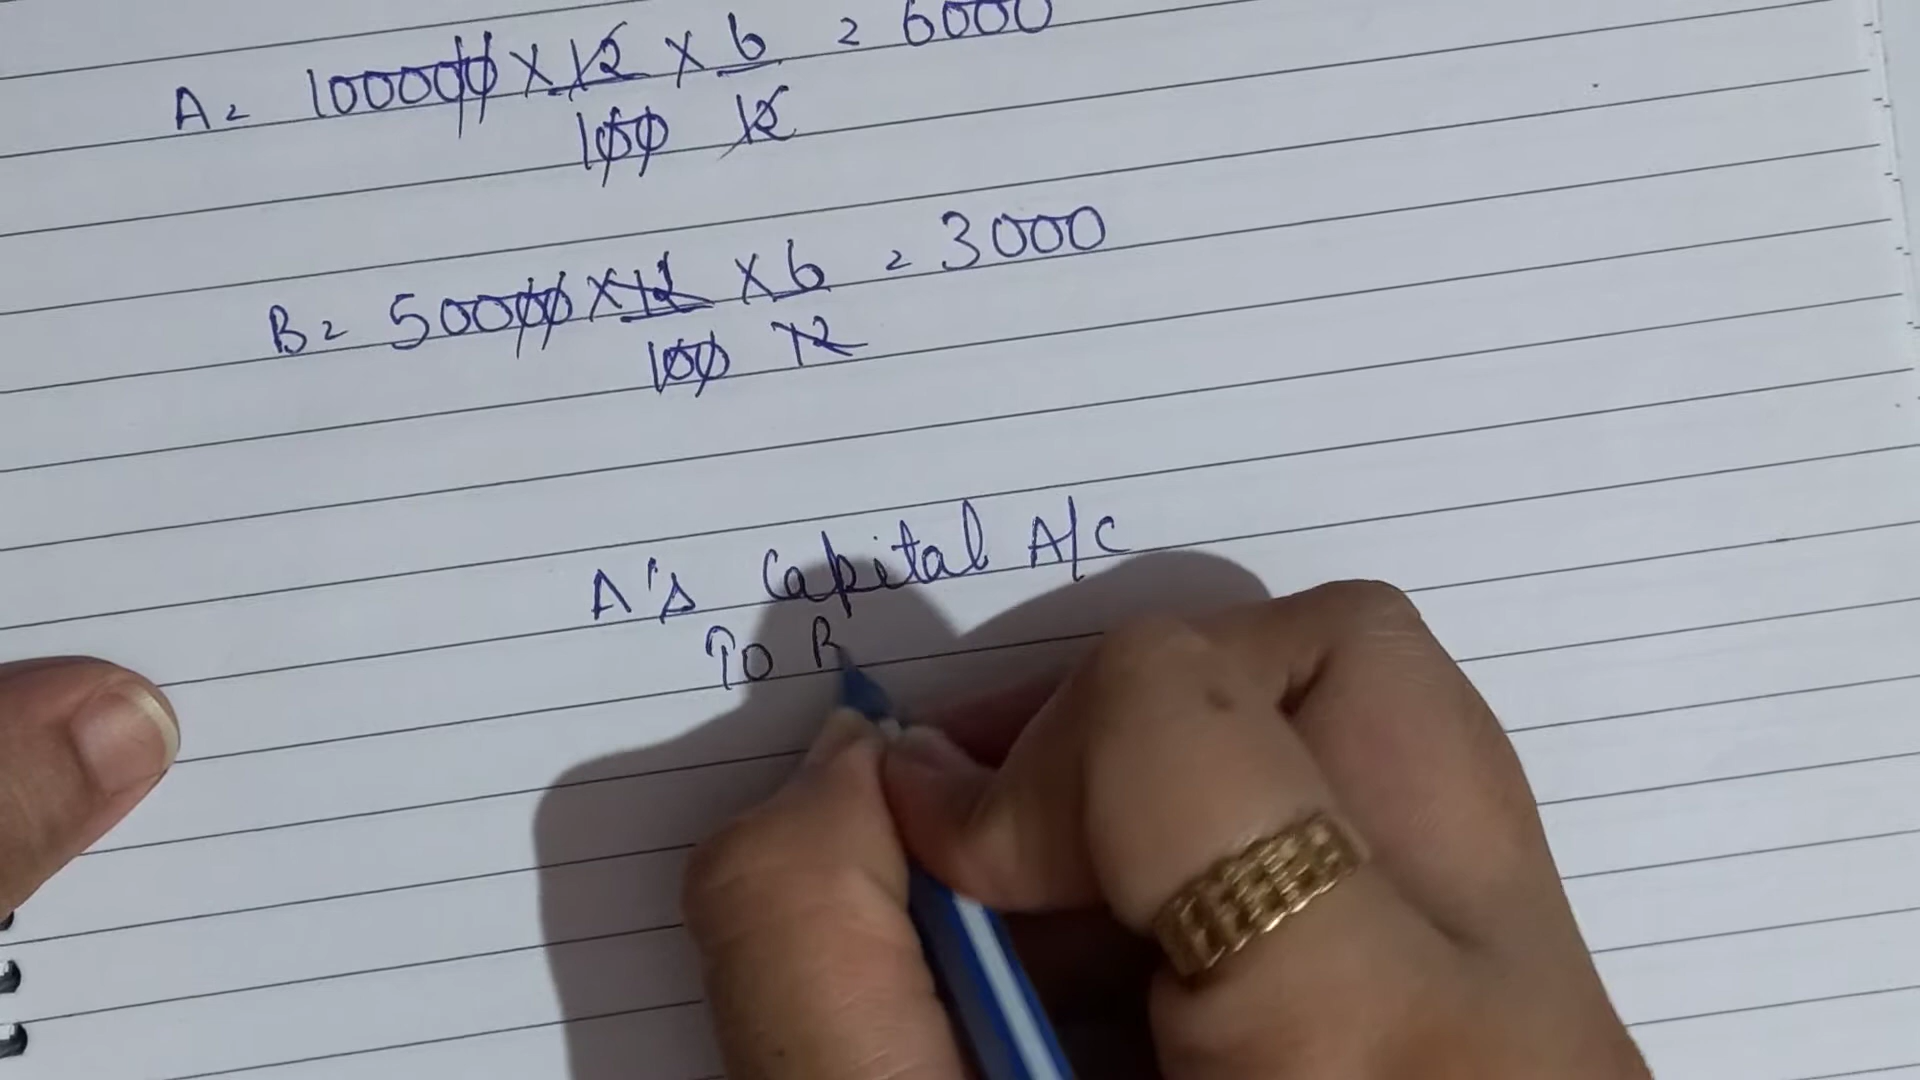 A = 100000 × 12/100 × 6/12 = 6000
B = 50000 × 12/100 × 6/12 = 3000
A's Capital A/C
To B